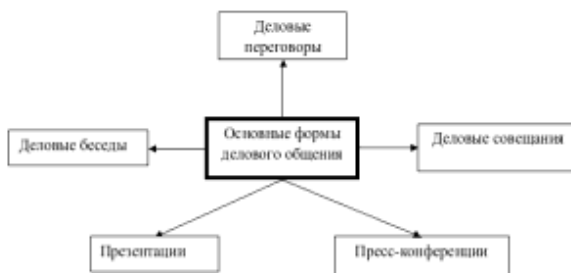 Деловые
переговоры
Деловые беседы
Основные формы
делового общения
Деловые совещания
Презентации
Пресс-конференции